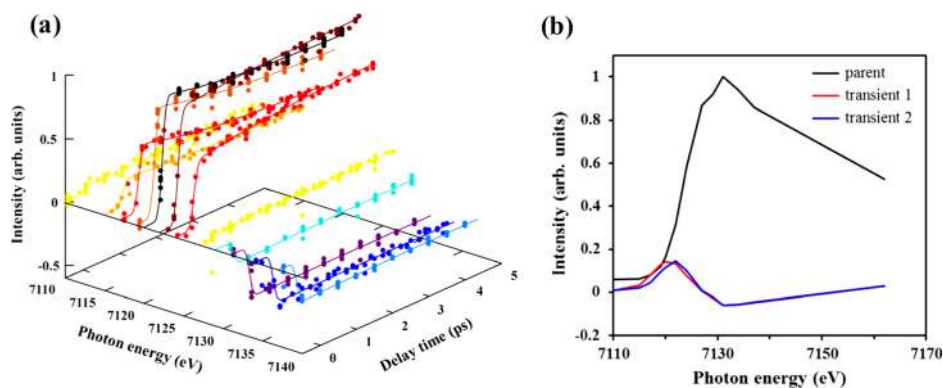 (a)
1
0.5
0
-0.5
Intensity (arb. units)
7110
7115
7120
7125
7130
7135
7140
Photon energy (eV)
0
1
2
3
4
5
Delay time (ps)
(b)
1
0.8
0.6
0.4
0.2
0
-0.2
Intensity (arb. units)
parent
transient 1
transient 2
7110
7130
7150
7170
Photon energy (eV)